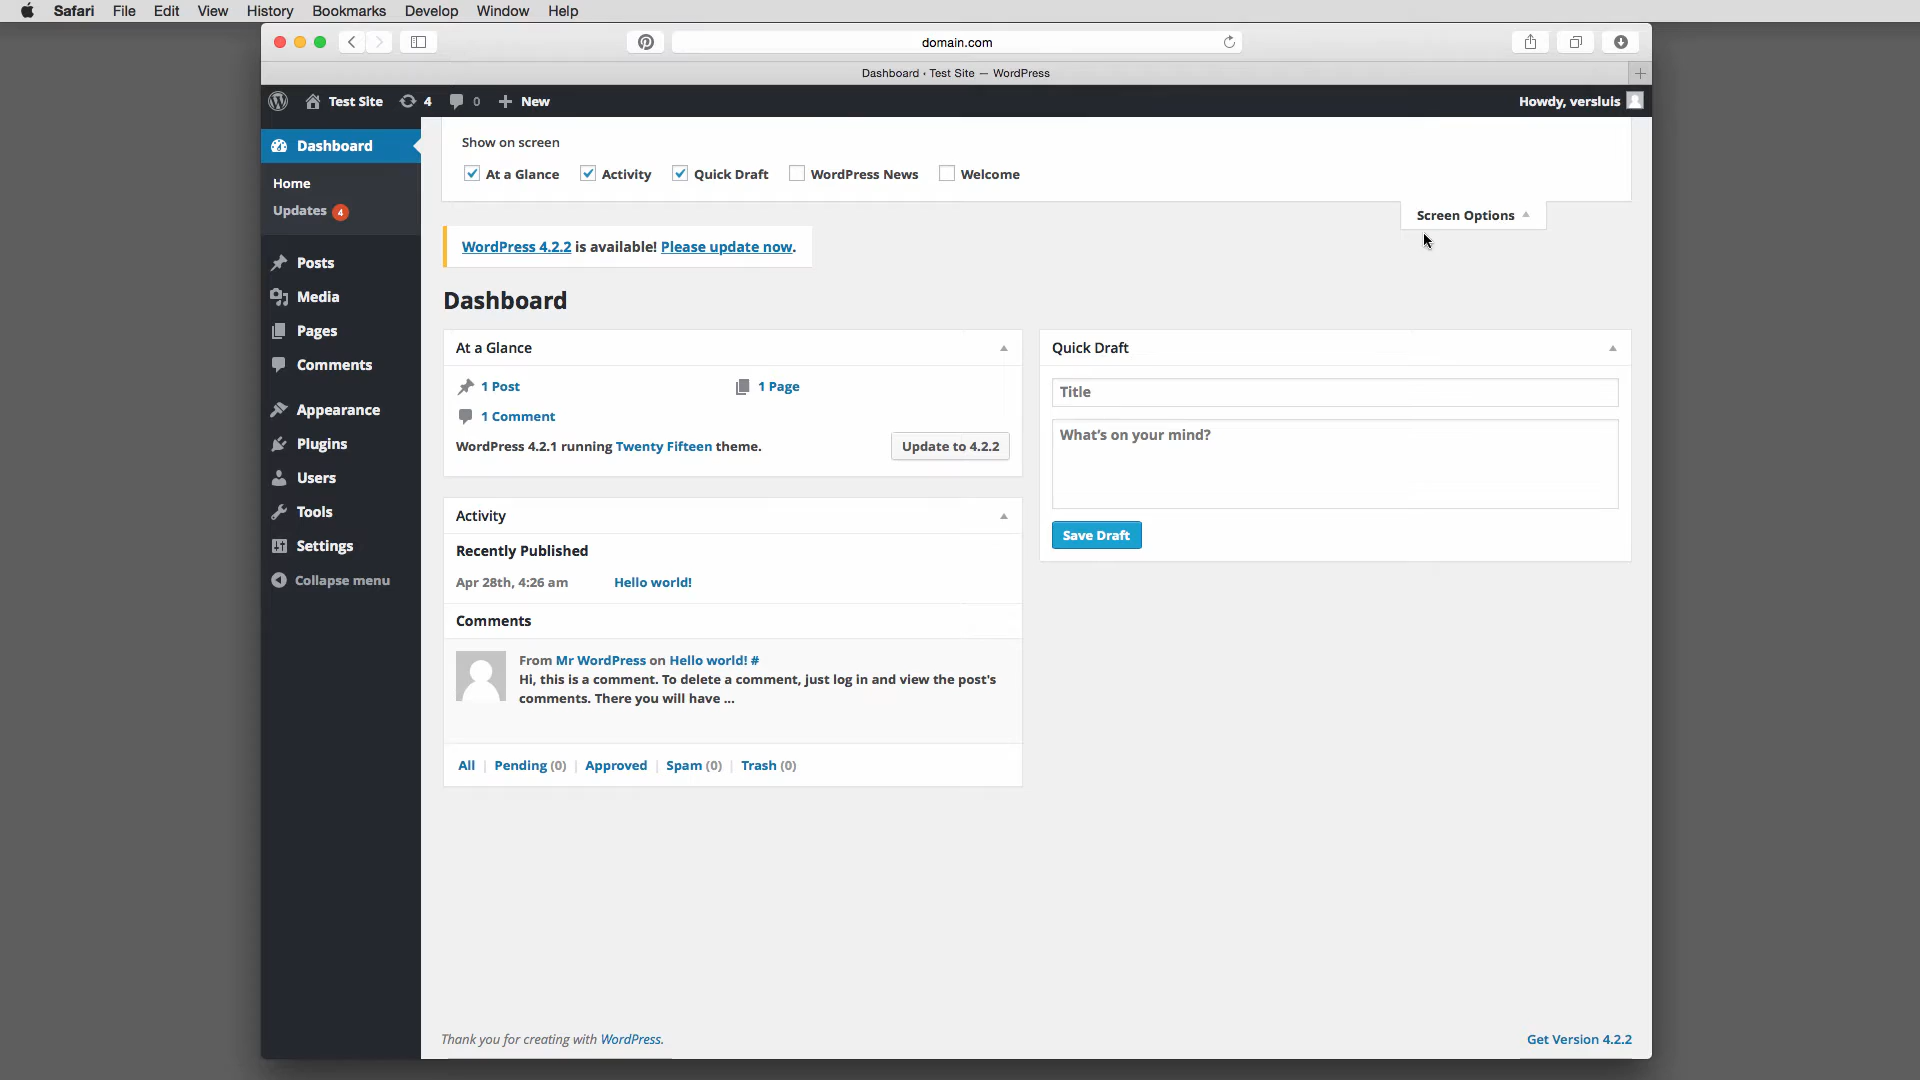 Safari File Edit View History Bookmarks Develop Window Help
domain.com
Dashboard ‹ Test Site — WordPress
Test Site 4 0 New
Howdy, versluis
Dashboard
Home
Updates 4
Posts
Media
Pages
Comments
Appearance
Plugins
Users
Tools
Settings
Collapse menu
Show on screen
At a Glance Activity Quick Draft WordPress News Welcome
Screen Options
WordPress 4.2.2 is available! Please update now.
Dashboard
At a Glance
1 Post 1 Page
1 Comment
WordPress 4.2.1 running Twenty Fifteen theme. Update to 4.2.2
Activity
Recently Published
Apr 28th, 4:26 am Hello world!
Comments
From Mr WordPress on Hello world! #
Hi, this is a comment. To delete a comment, just log in and view the post's
comments. There you will have ...
All | Pending (0) | Approved | Spam (0) | Trash (0)
Quick Draft
Title
What's on your mind?
Save Draft
Thank you for creating with WordPress.
Get Version 4.2.2